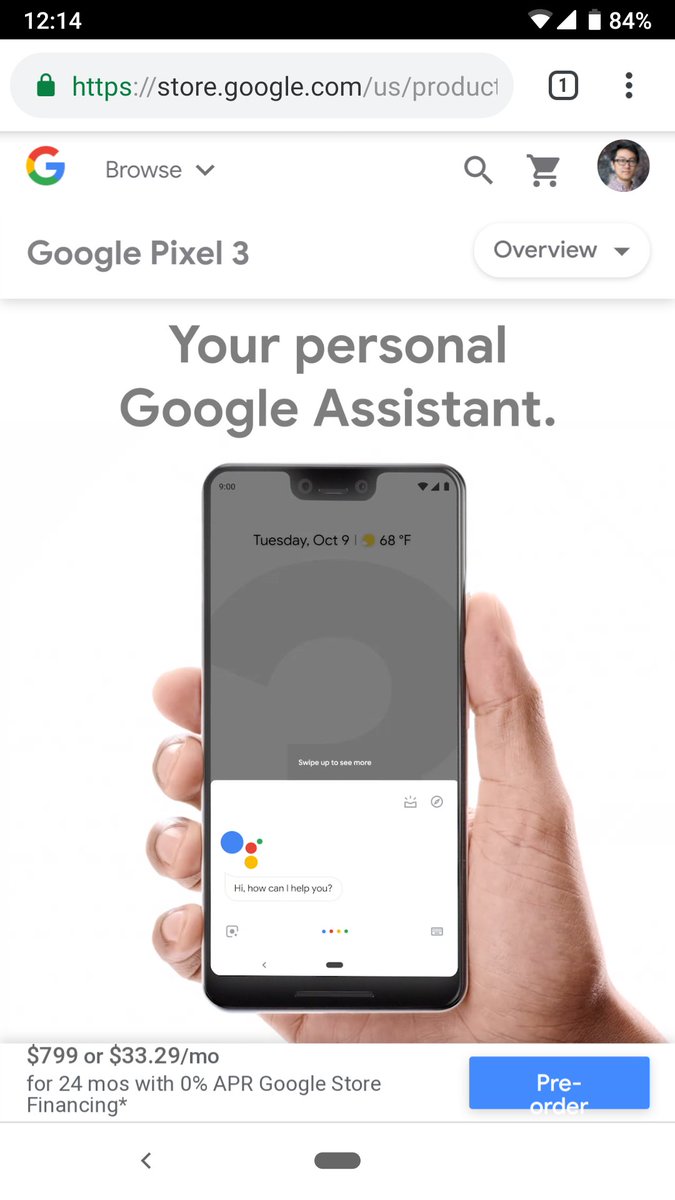 12:14
84%
https://store.google.com/us/product
1
Browse
Google Pixel 3
Overview
Your personal
Google Assistant.
9:00
Tuesday, Oct 9 | 68 °F
Swipe up to see more
Hi, how can I help you?
$799 or $33.29/mo
for 24 mos with 0% APR Google Store
Financing*
Pre-
order